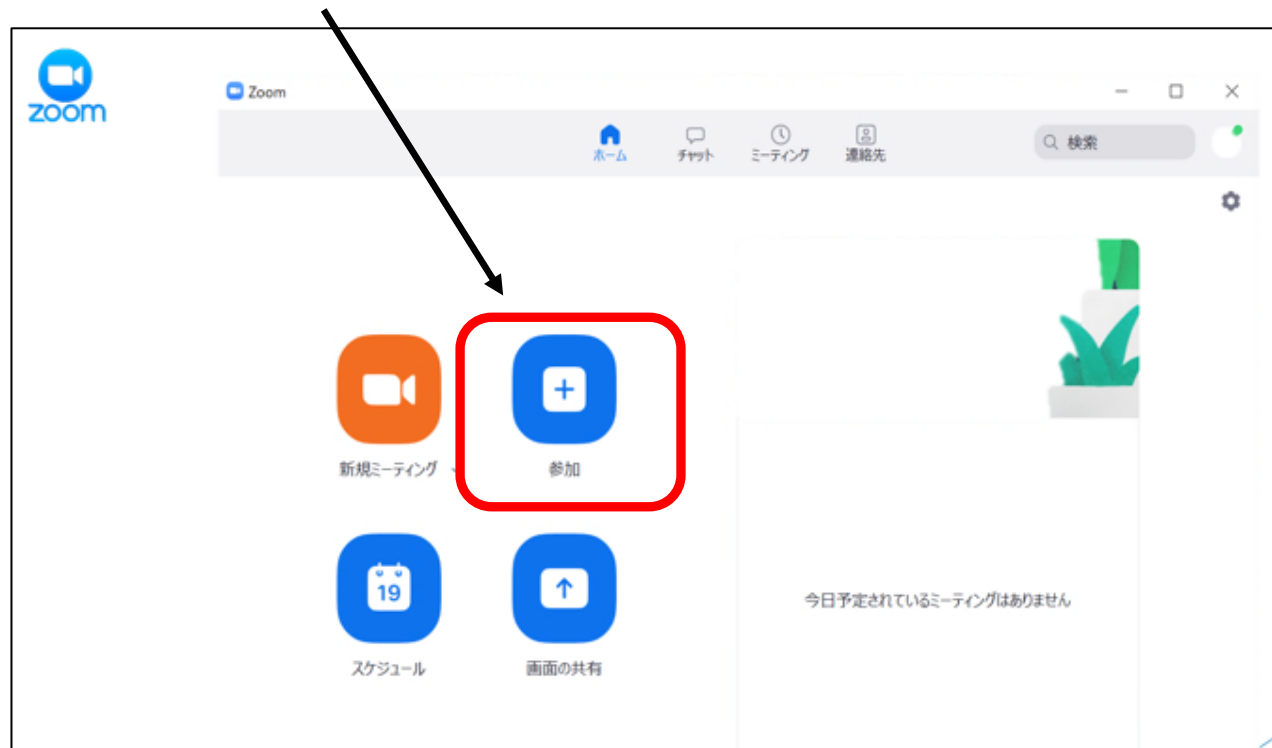 zoom
Zoom
ホーム
チャット
ミーティング
連絡先
検索
新規ミーティング
参加
19
スケジュール
画面の共有
今日予定されているミーティングはありません